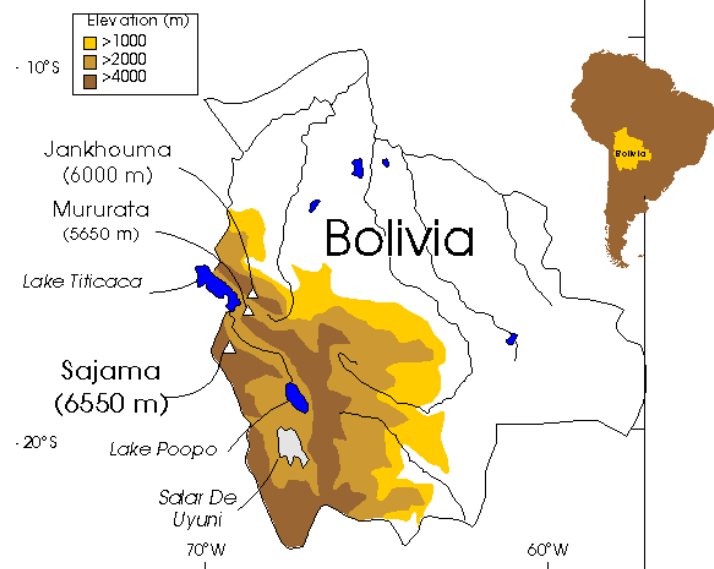 Elevation (m)
>1000
>2000
>4000
- 10°S
Jankhouma
(6000 m)
Mururata
(5650 m)
Lake Titicaca
Bolivia
Bolivia
Sajama
(6550 m)
- 20°S
Lake Poopo
Salar De
Uyuni
70°W
60°W